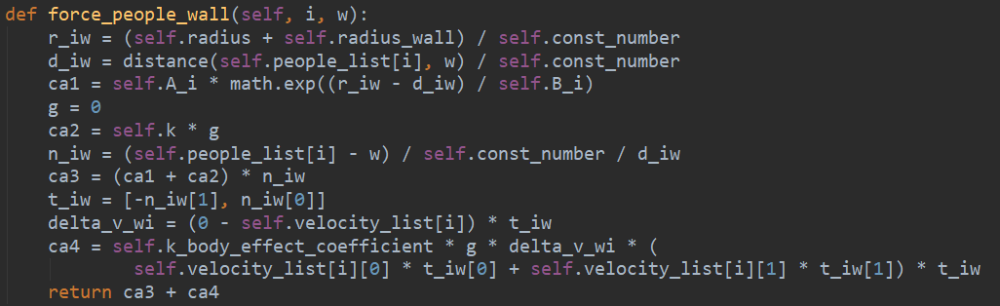 def force_people_wall(self, i, w):
    r_iw = (self.radius + self.radius_wall) / self.const_number
    d_iw = distance(self.people_list[i], w) / self.const_number
    ca1 = self.A_i * math.exp((r_iw - d_iw) / self.B_i)
    g = 0
    ca2 = self.k * g
    n_iw = (self.people_list[i] - w) / self.const_number / d_iw
    ca3 = (ca1 + ca2) * n_iw
    t_iw = [-n_iw[1], n_iw[0]]
    delta_v_wi = (0 - self.velocity_list[i]) * t_iw
    ca4 = self.k_body_effect_coefficient * g * delta_v_wi * (
            self.velocity_list[i][0] * t_iw[0] + self.velocity_list[i][1] * t_iw[1]) * t_iw
    return ca3 + ca4